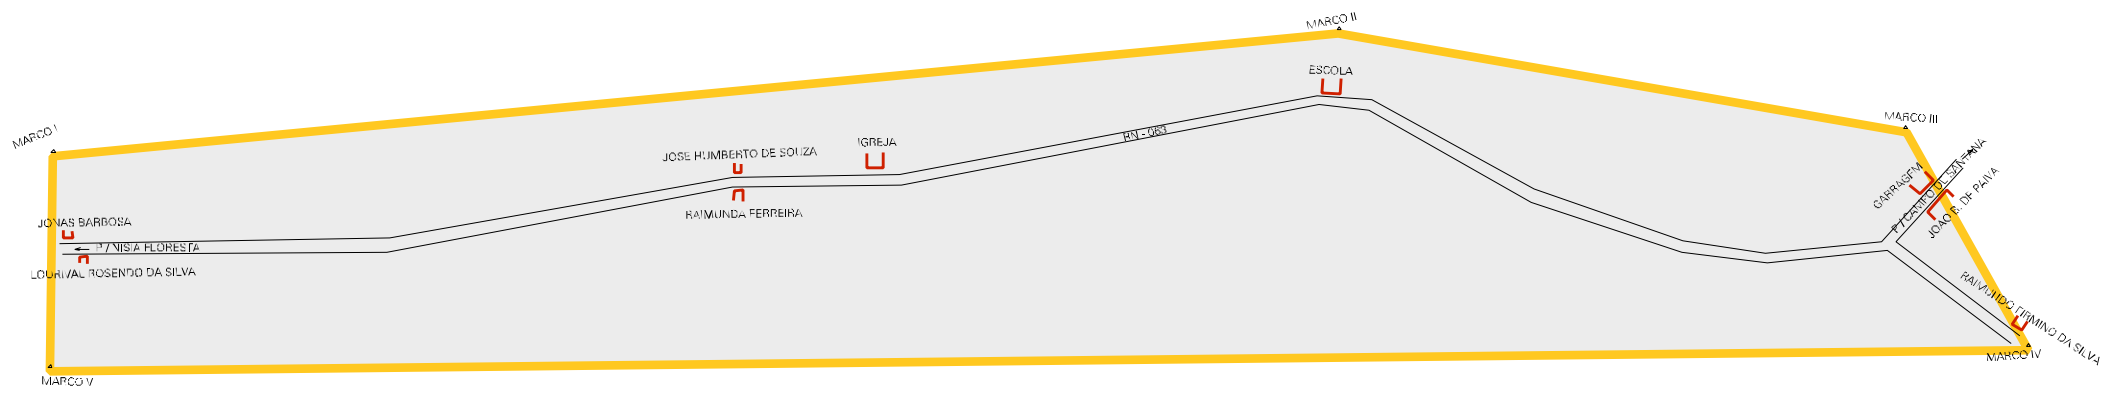 MARCO II
ESCOLA
MARCO III
MARCO I
RN - 063
IGREJA
JOSE HUMBERTO DE SOUZA
GARRAGEM
P / CAMPO DE SANTANA
JOAO B. DE PAIVA
RAIMUNDA FERREIRA
JONAS BARBOSA
P / VISTA FLORESTA
LOURIVAL ROSENDO DA SILVA
RAIMUNDO FIRMINO DA SILVA
MARCO IV
MARCO V